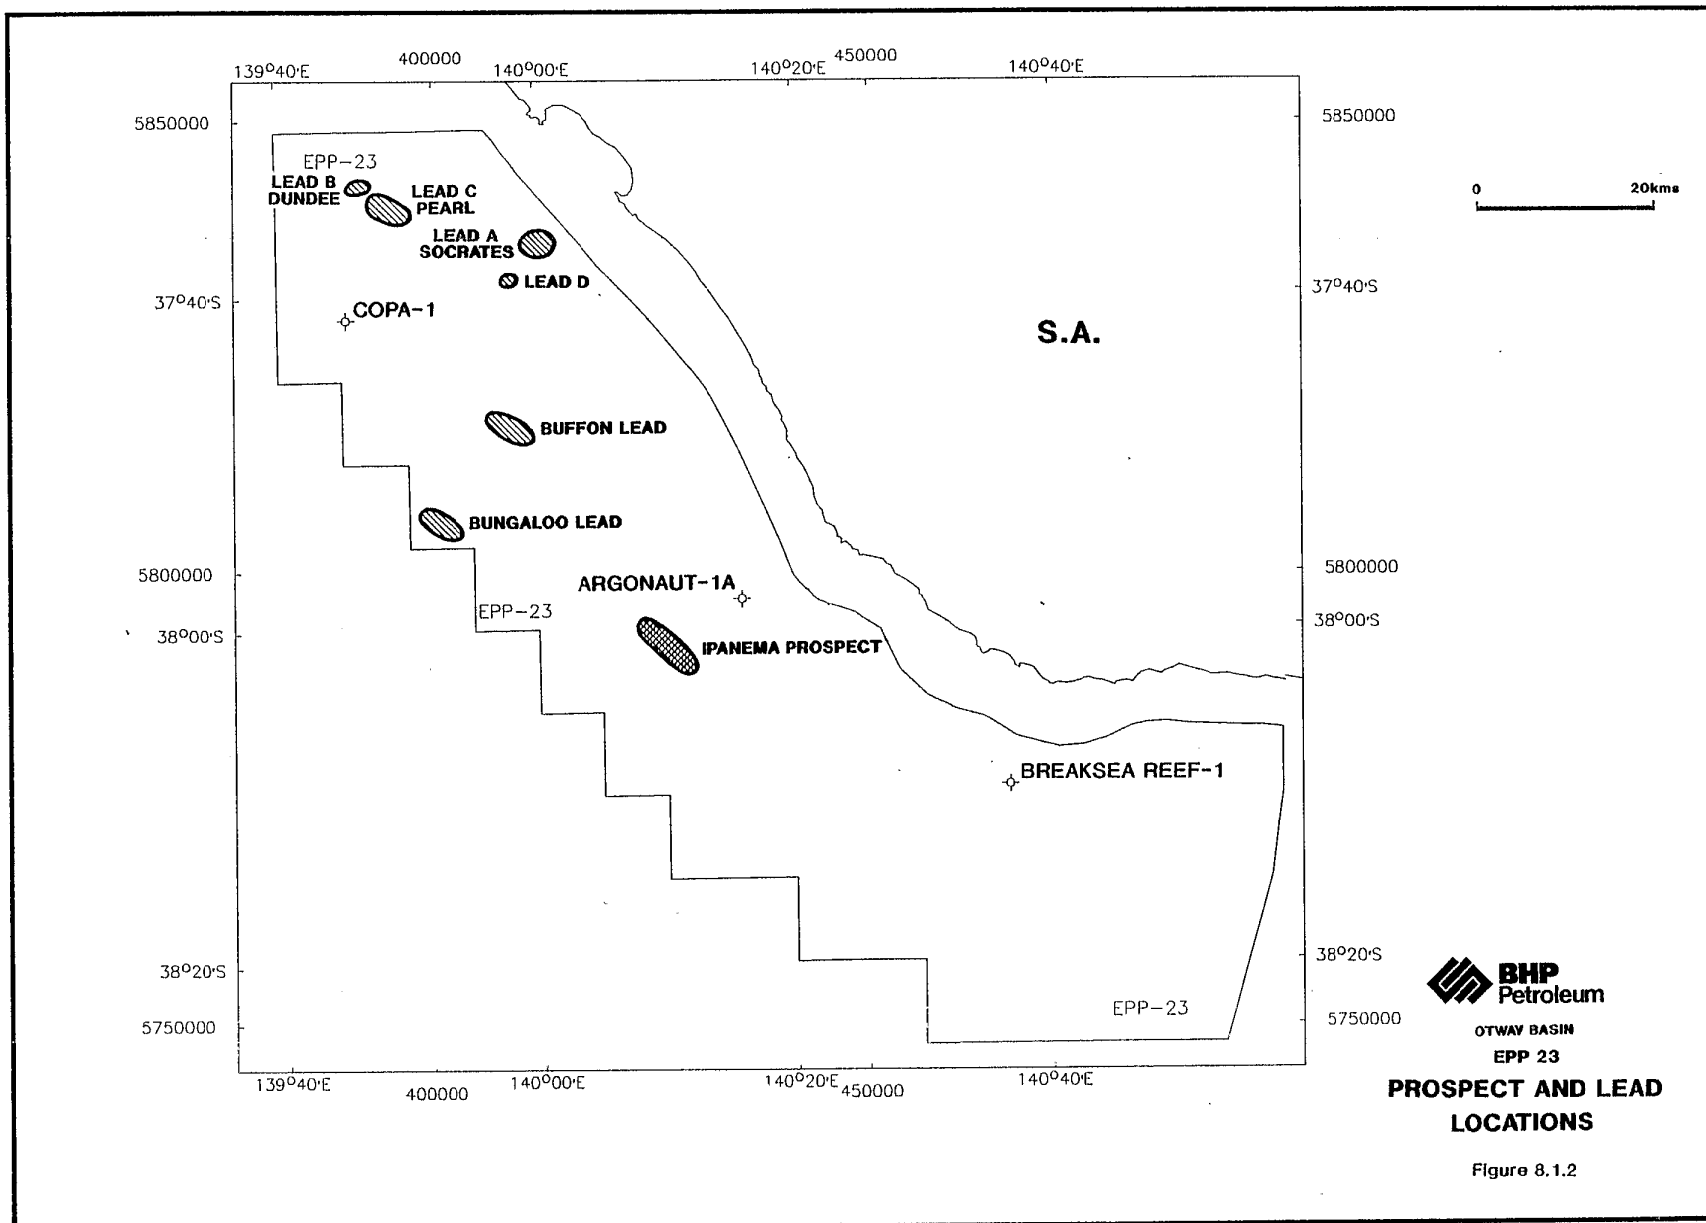 400000
450000
139°40'E
140°00'E
140°20'E
140°40'E
5850000
5850000
EPP-23
LEAD B
DUNDEE
LEAD C
PEARL
0
20kms
LEAD A
SOCRATES
LEAD D
37°40'S
37°40'S
COPA-1
S.A.
BUFFON LEAD
BUNGALOO LEAD
5800000
5800000
ARGONAUT-1A
EPP-23
38°00'S
38°00'S
IPANEMA PROSPECT
BREAKSEA REEF-1
38°20'S
38°20'S
BHP
Petroleum
EPP-23
5750000
5750000
OTWAY BASIN
EPP 23
PROSPECT AND LEAD
LOCATIONS
139°40'E
140°00'E
140°20'E
140°40'E
400000
450000
Figure 8.1.2